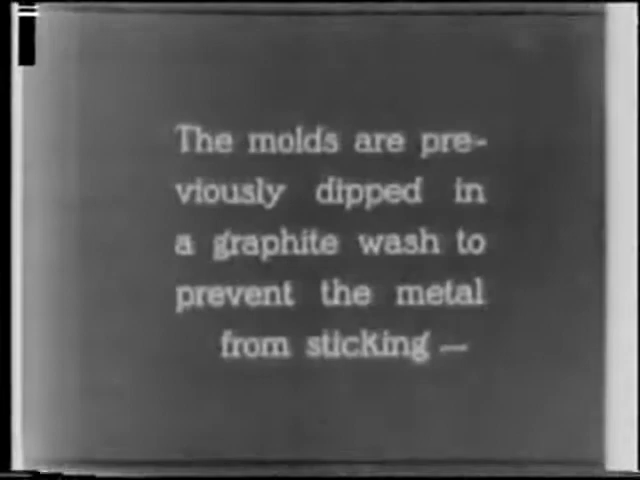 The molds are pre-
viously dipped in
a graphite wash to
prevent the metal
from sticking —